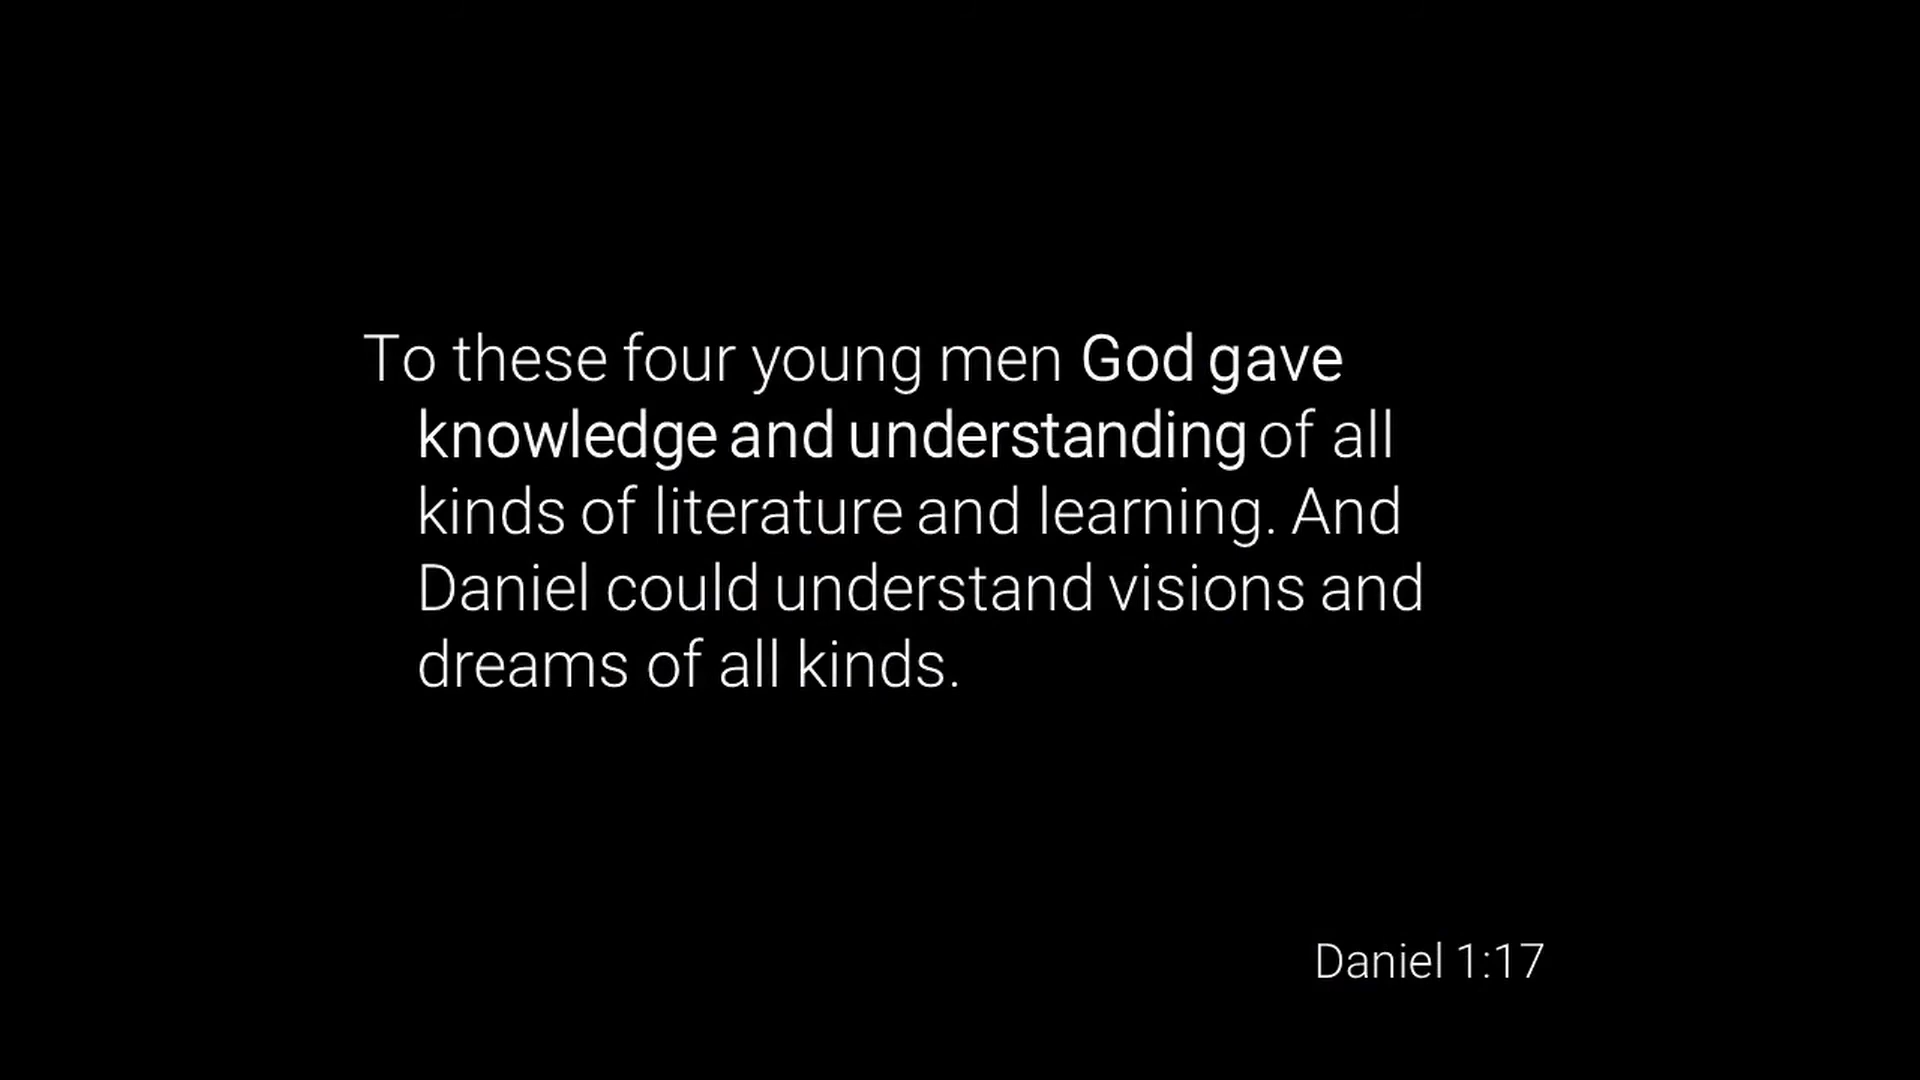 To these four young men God gave
knowledge and understanding of all
kinds of literature and learning. And
Daniel could understand visions and
dreams of all kinds.
Daniel 1:17